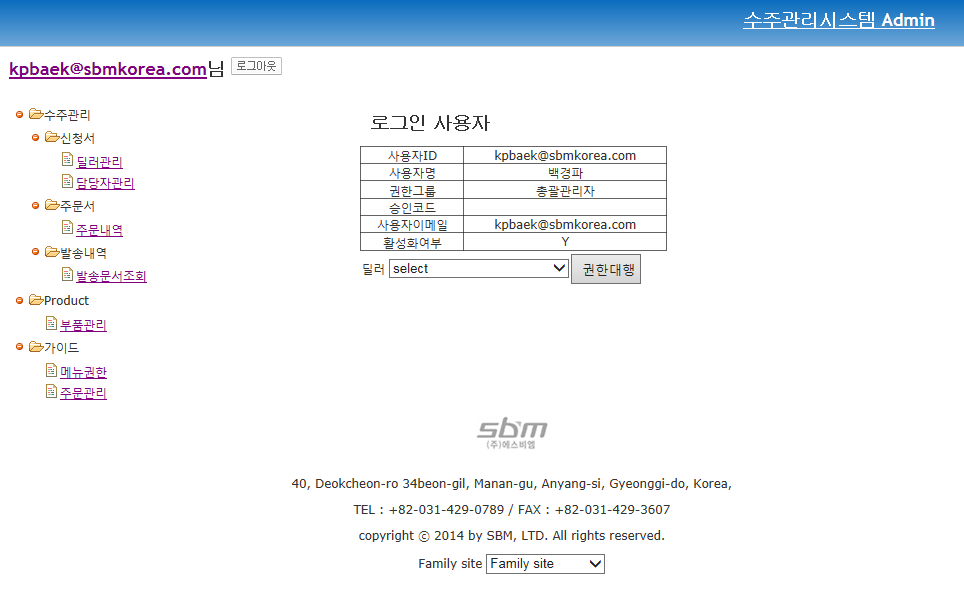 수주관리시스템 Admin
kpbaek@sbmkorea.com님 로그아웃
수주관리
신청서
딜러관리
담당자관리
주문서
주문내역
발송내역
발송문서조회
Product
부품관리
가이드
메뉴권한
주문관리
로그인 사용자
사용자ID kpbaek@sbmkorea.com
사용자명 백경파
권한그룹 총괄관리자
승인코드
사용자이메일 kpbaek@sbmkorea.com
활성화여부 Y
딜러 select 권한대행
sbm
(주)에스비엠
40, Deokcheon-ro 34beon-gil, Manan-gu, Anyang-si, Gyeonggi-do, Korea,
TEL : +82-031-429-0789 / FAX : +82-031-429-3607
copyright ⓒ 2014 by SBM, LTD. All rights reserved.
Family site Family site